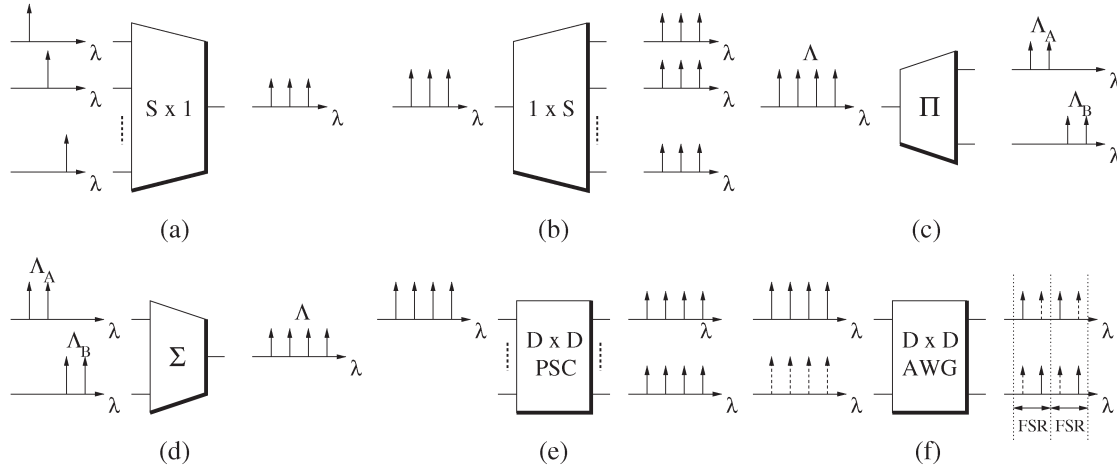 λ
λ
λ
S x 1
λ
(a)
λ
1 x S
λ
λ
λ
(b)
Λ
λ
Π
Λ_A
λ
Λ_B
λ
(c)
Λ_A
λ
Λ_B
λ
Σ
Λ
λ
(d)
λ
D x D
PSC
λ
λ
(e)
λ
λ
D x D
AWG
λ
λ
FSR FSR
(f)